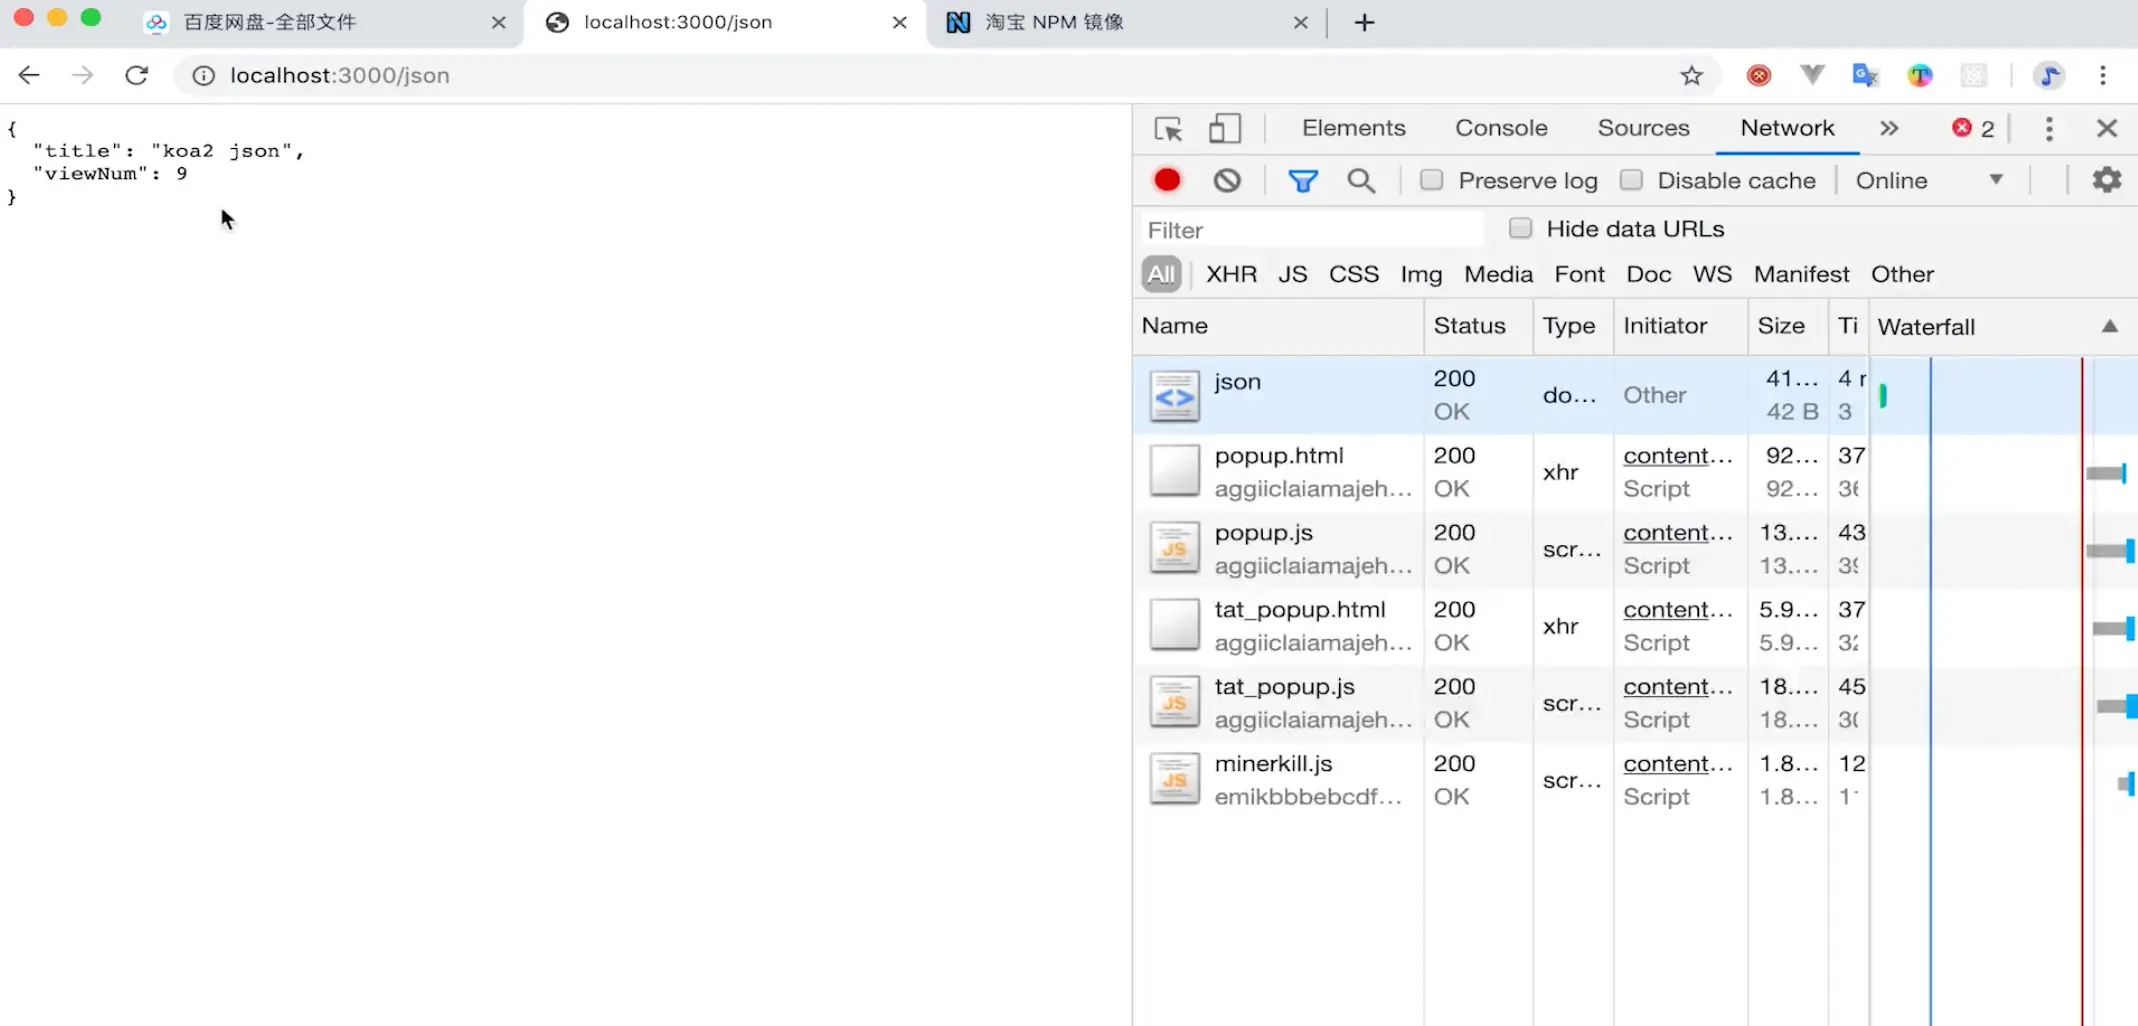 百度网盘-全部文件
localhost:3000/json
淘宝 NPM 镜像
localhost:3000/json
{
"title": "koa2 json",
"viewNum": 9
}
Elements Console Sources Network 2
Preserve log Disable cache Online
Filter Hide data URLs
All XHR JS CSS Img Media Font Doc WS Manifest Other
Name Status Type Initiator Size Ti Waterfall
json 200 do... Other 41... 4
OK 42 B 3
popup.html 200 xhr content... 92... 37
aggiiclaiamajeh... OK Script 92...
popup.js 200 scr... content... 13.... 43
aggiiclaiamajeh... OK Script 13....
tat_popup.html 200 xhr content... 5.9... 37
aggiiclaiamajeh... OK Script 5.9...
tat_popup.js 200 scr... content... 18.... 45
aggiiclaiamajeh... OK Script 18....
minerkill.js 200 scr... content... 1.8... 12
emikbbbebcdf... OK Script 1.8...